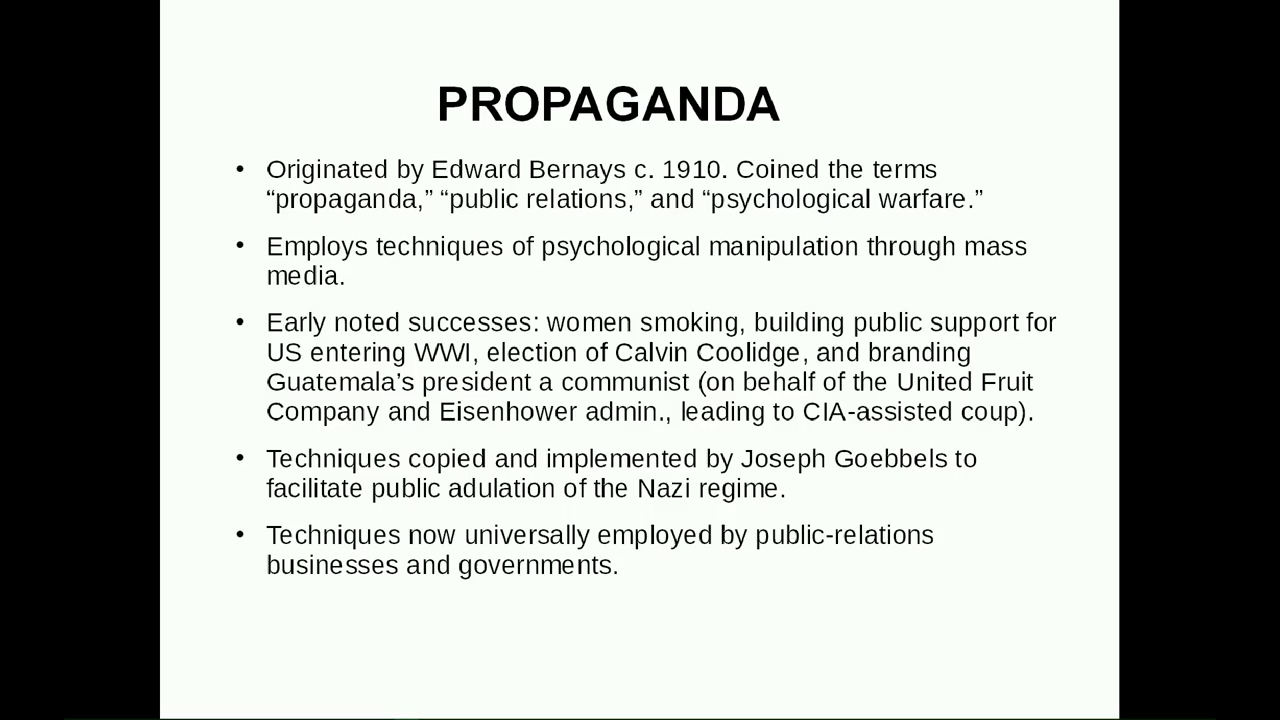 PROPAGANDA
• Originated by Edward Bernays c. 1910. Coined the terms
“propaganda,” “public relations,” and “psychological warfare.”
• Employs techniques of psychological manipulation through mass
media.
• Early noted successes: women smoking, building public support for
US entering WWI, election of Calvin Coolidge, and branding
Guatemala’s president a communist (on behalf of the United Fruit
Company and Eisenhower admin., leading to CIA-assisted coup).
• Techniques copied and implemented by Joseph Goebbels to
facilitate public adulation of the Nazi regime.
• Techniques now universally employed by public-relations
businesses and governments.